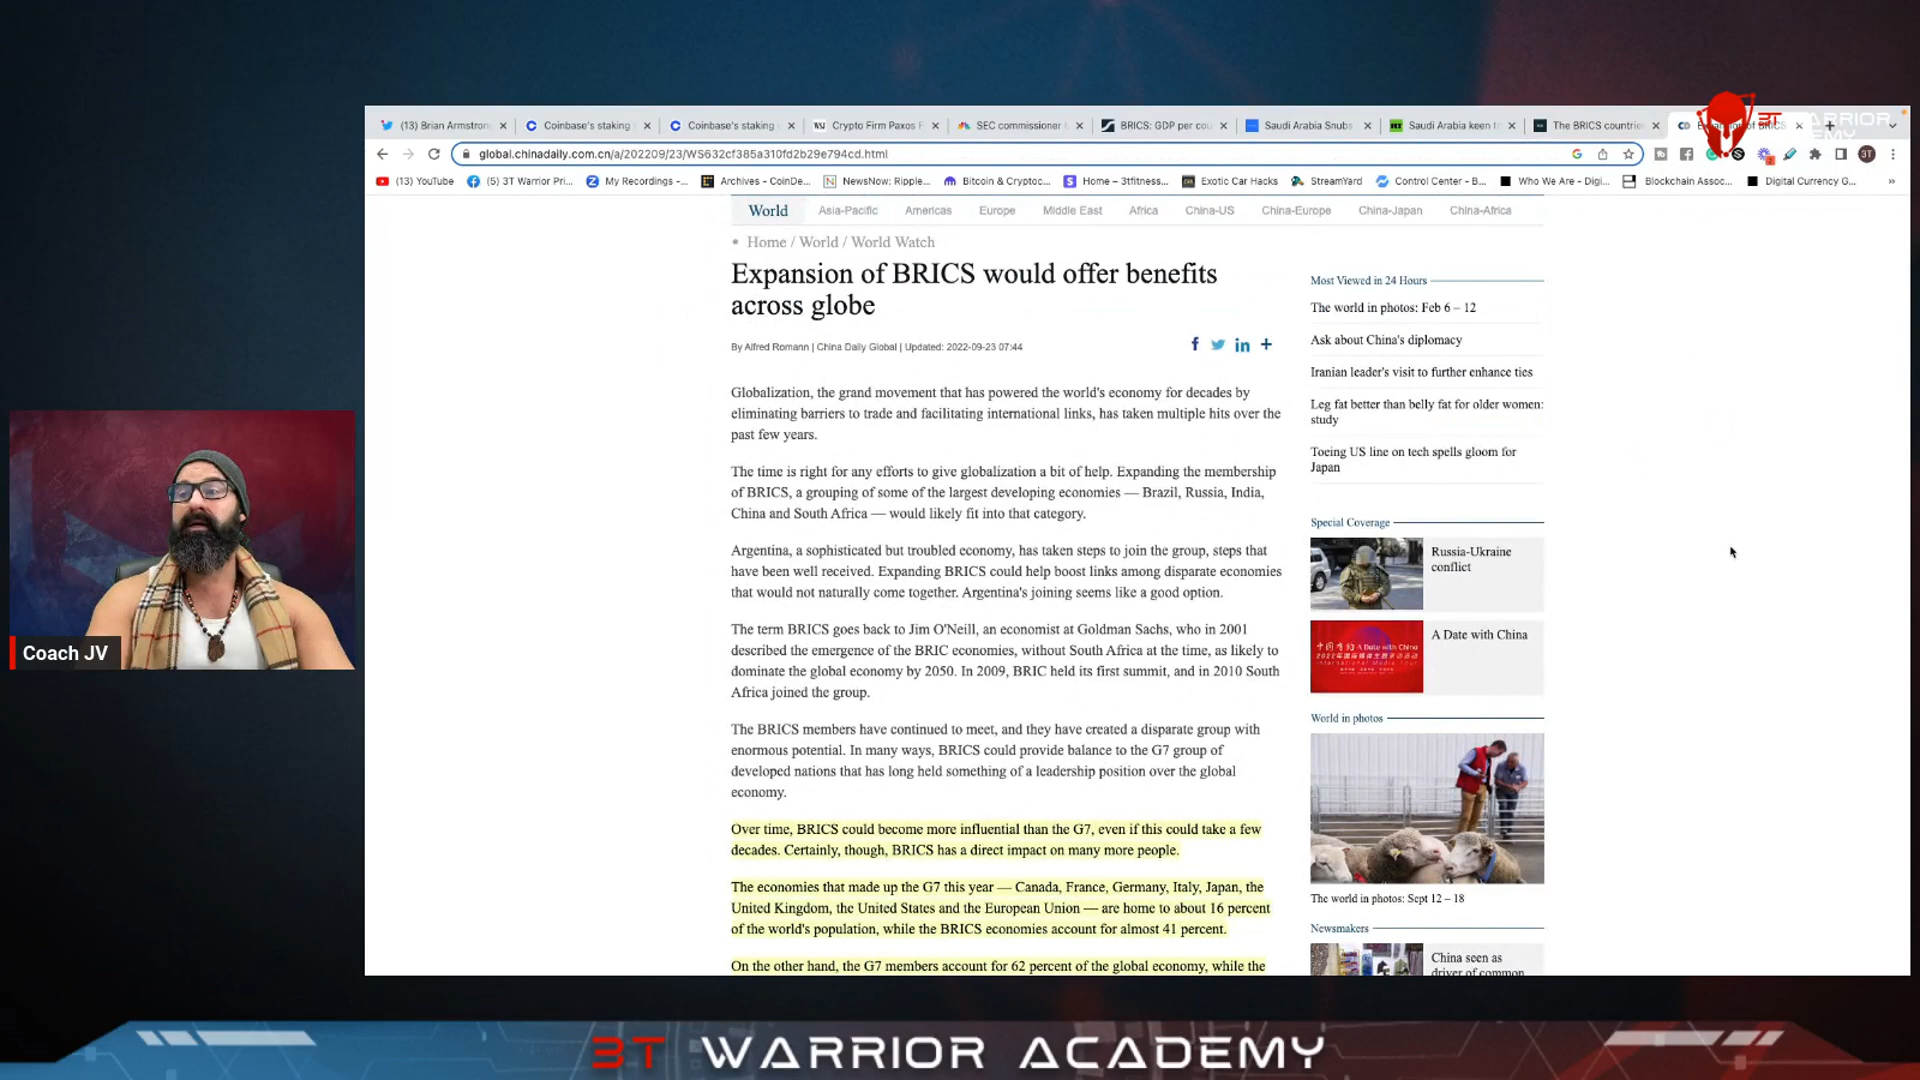 (13) Brian Armstron
Coinbase's staking
Coinbase's staking
Crypto Firm Paxos F
SEC commissioner
BRICS: GDP per co
Saudi Arabia Snubs
Saudi Arabia keen t
The BRICS countrie
3T WARRIOR
global.chinadaily.com.cn/a/202209/23/WS632cf385a310fd2b29e794cd.html
(13) YouTube
(5) 3T Warrior Pri...
My Recordings -...
Archives - CoinDe...
NewsNow: Ripple...
Bitcoin & Cryptoc...
Home – 3tfitness...
Exotic Car Hacks
StreamYard
Control Center - B...
Who We Are - Digi...
Blockchain Assoc...
Digital Currency G...
World
Asia-Pacific
Americas
Europe
Middle East
Africa
China-US
China-Europe
China-Japan
China-Africa
Home / World / World Watch
Expansion of BRICS would offer benefits
across globe
By Alfred Romann | China Daily Global | Updated: 2022-09-23 07:44
Globalization, the grand movement that has powered the world's economy for decades by
eliminating barriers to trade and facilitating international links, has taken multiple hits over the
past few years.
The time is right for any efforts to give globalization a bit of help. Expanding the membership
of BRICS, a grouping of some of the largest developing economies — Brazil, Russia, India,
China and South Africa — would likely fit into that category.
Argentina, a sophisticated but troubled economy, has taken steps to join the group, steps that
have been well received. Expanding BRICS could help boost links among disparate economies
that would not naturally come together. Argentina's joining seems like a good option.
The term BRICS goes back to Jim O'Neill, an economist at Goldman Sachs, who in 2001
described the emergence of the BRIC economies, without South Africa at the time, as likely to
dominate the global economy by 2050. In 2009, BRIC held its first summit, and in 2010 South
Africa joined the group.
The BRICS members have continued to meet, and they have created a disparate group with
enormous potential. In many ways, BRICS could provide balance to the G7 group of
developed nations that has long held something of a leadership position over the global
economy.
Over time, BRICS could become more influential than the G7, even if this could take a few
decades. Certainly, though, BRICS has a direct impact on many more people.
The economies that made up the G7 this year — Canada, France, Germany, Italy, Japan, the
United Kingdom, the United States and the European Union — are home to about 16 percent
of the world's population, while the BRICS economies account for almost 41 percent.
On the other hand, the G7 members account for 62 percent of the global economy, while the
Most Viewed in 24 Hours
The world in photos: Feb 6 – 12
Ask about China's diplomacy
Iranian leader's visit to further enhance ties
Leg fat better than belly fat for older women:
study
Toeing US line on tech spells gloom for
Japan
Special Coverage
Russia-Ukraine
conflict
A Date with China
World in photos
The world in photos: Sept 12 – 18
Newsmakers
China seen as
driver of common
Coach JV
3T WARRIOR ACADEMY